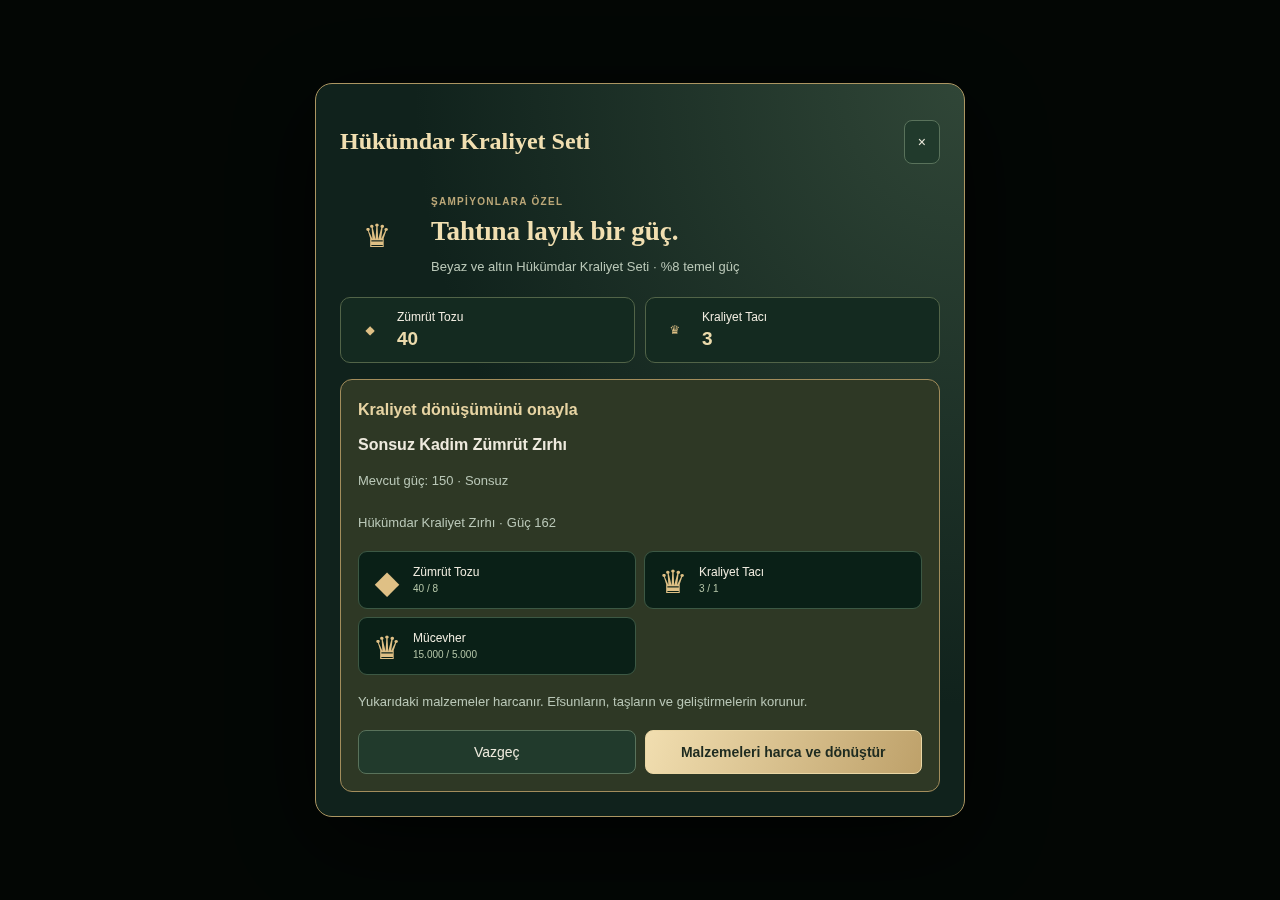 Hükümdar Kraliyet Seti
×
ŞAMPİYONLARA ÖZEL
Tahtına layık bir güç.
Beyaz ve altın Hükümdar Kraliyet Seti · %8 temel güç
Zümrüt Tozu
40
Kraliyet Tacı
3
Kraliyet dönüşümünü onayla
Sonsuz Kadim Zümrüt Zırhı
Mevcut güç: 150 · Sonsuz
Hükümdar Kraliyet Zırhı · Güç 162
Zümrüt Tozu
40 / 8
Kraliyet Tacı
3 / 1
Mücevher
15.000 / 5.000
Yukarıdaki malzemeler harcanır. Efsunların, taşların ve geliştirmelerin korunur.
Vazgeç
Malzemeleri harca ve dönüştür